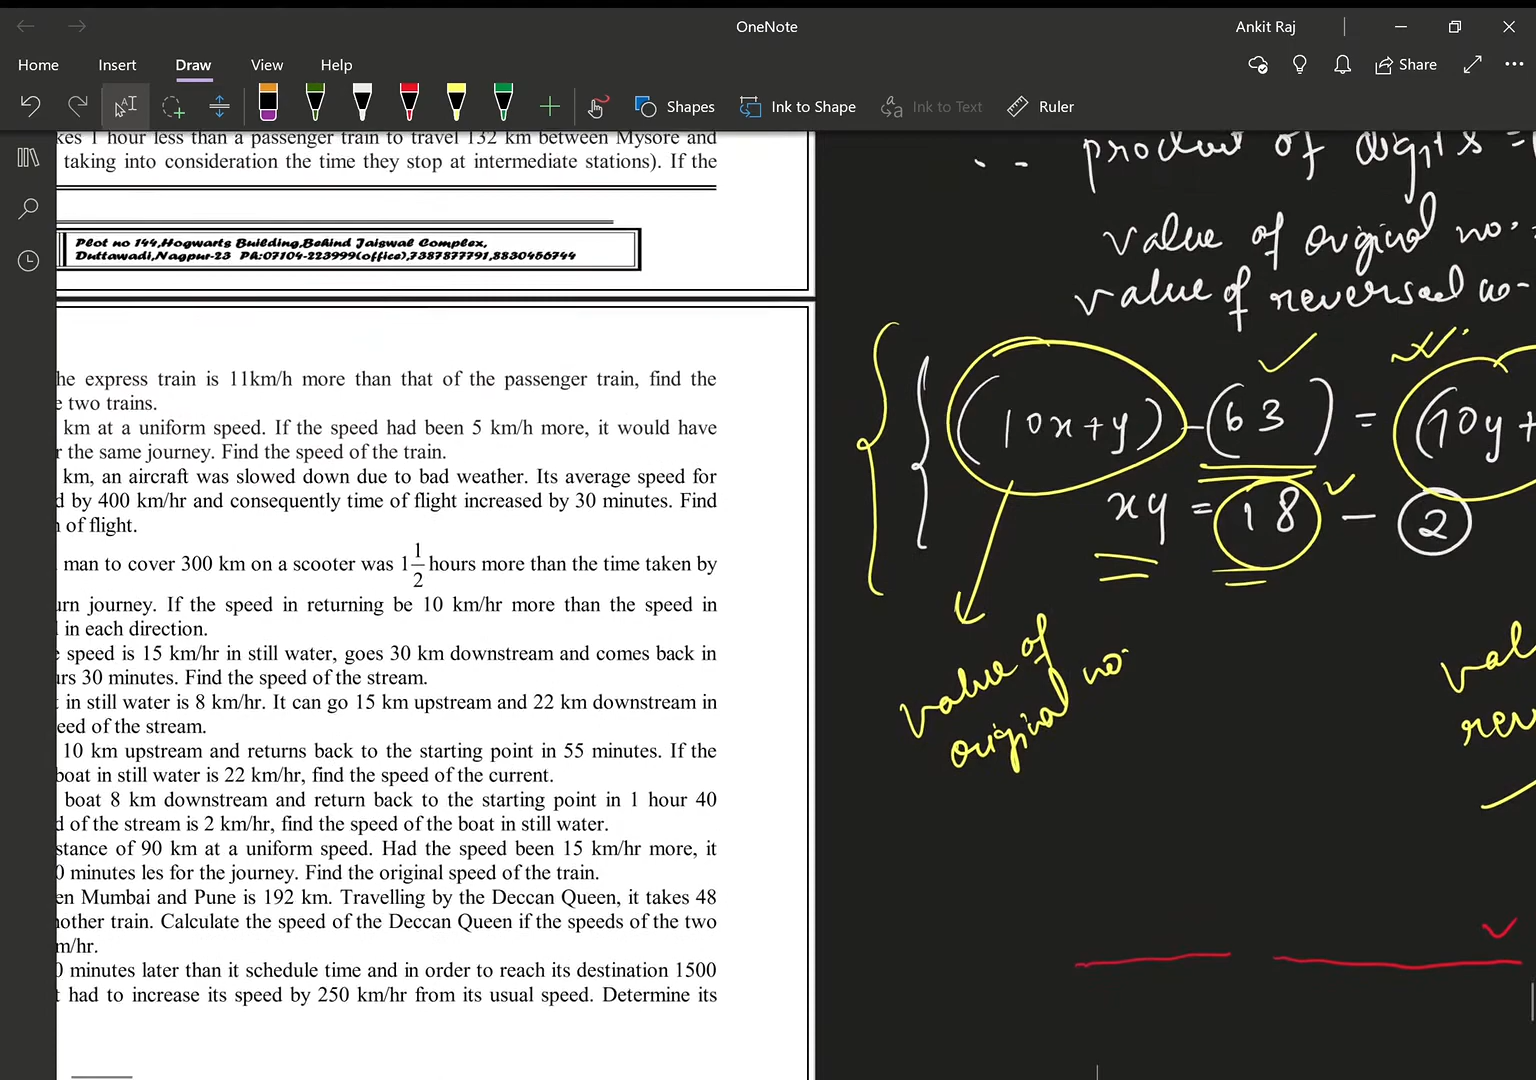 OneNote
Ankit Raj
Home Insert Draw View Help
Share
Shapes
Ink to Shape
Ink to Text
Ruler
kes 1 hour less than a passenger train to travel 132 km between Mysore and
taking into consideration the time they stop at intermediate stations). If the
Plot no 144,Hogwarts Building,Behind Jaiswal Complex,
Duttawadi,Nagpur-23 PH:07104-223999(office),7387877791,8830456744
he express train is 11km/h more than that of the passenger train, find the
e two trains.
km at a uniform speed. If the speed had been 5 km/h more, it would have
r the same journey. Find the speed of the train.
km, an aircraft was slowed down due to bad weather. Its average speed for
d by 400 km/hr and consequently time of flight increased by 30 minutes. Find
n of flight.
man to cover 300 km on a scooter was 1 1/2 hours more than the time taken by
urn journey. If the speed in returning be 10 km/hr more than the speed in
in each direction.
speed is 15 km/hr in still water, goes 30 km downstream and comes back in
urs 30 minutes. Find the speed of the stream.
in still water is 8 km/hr. It can go 15 km upstream and 22 km downstream in
eed of the stream.
10 km upstream and returns back to the starting point in 55 minutes. If the
boat in still water is 22 km/hr, find the speed of the current.
boat 8 km downstream and return back to the starting point in 1 hour 40
d of the stream is 2 km/hr, find the speed of the boat in still water.
stance of 90 km at a uniform speed. Had the speed been 15 km/hr more, it
0 minutes les for the journey. Find the original speed of the train.
en Mumbai and Pune is 192 km. Travelling by the Deccan Queen, it takes 48
nother train. Calculate the speed of the Deccan Queen if the speeds of the two
m/hr.
0 minutes later than it schedule time and in order to reach its destination 1500
t had to increase its speed by 250 km/hr from its usual speed. Determine its
product of digits =
value of original no. =
value of reversed no-
(10x+y) - (63) = (10y+
xy = 18 - 2
value of
original no.
val
rev